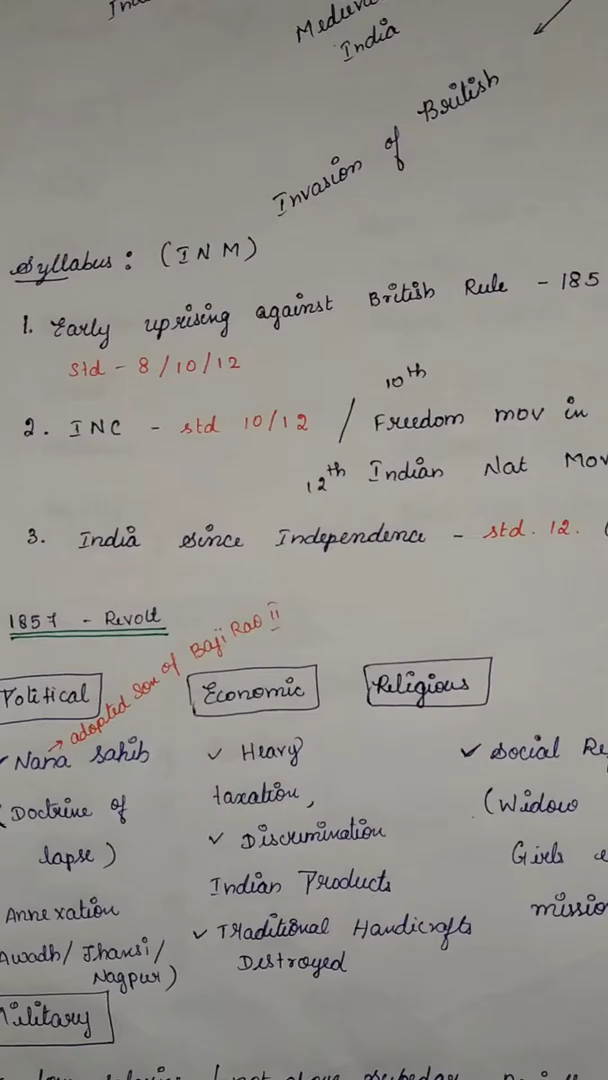 India
Invasion of British
Syllabus : (INM)
1. Early uprising against British Rule - 185
Std - 8/10/12
10th
2. INC - std 10/12 / Freedom mov in
12th Indian Nat Mov
3. India since Independence - std. 12. (
1857 - Revolt
adopted son of Baji Rao II
Political Economic Religious
✓ Nana Sahib ✓ Heavy ✓ Social
(Doctrine of taxation, (Widow
lapse) ✓ Discrimination Girls
Indian Products
Annexation
✓ Traditional Handicrafts
Awadh/Jhansi/ Destroyed
Nagpur)
Military